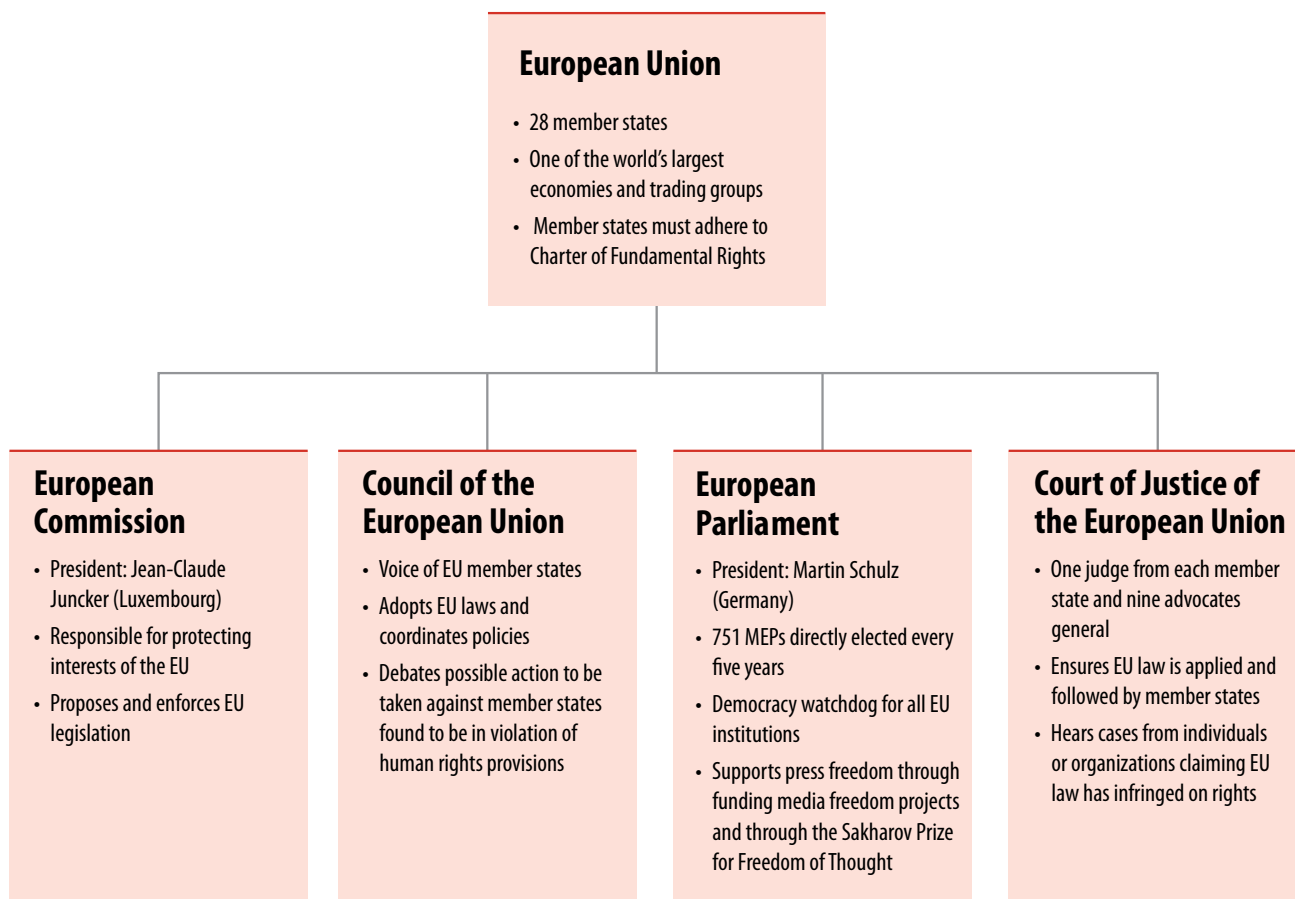 European Union
• 28 member states
• One of the world's largest
economies and trading groups
• Member states must adhere to
Charter of Fundamental Rights
European
Commission
• President: Jean-Claude
Juncker (Luxembourg)
• Responsible for protecting
interests of the EU
• Proposes and enforces EU
legislation
Council of the
European Union
• Voice of EU member states
• Adopts EU laws and
coordinates policies
• Debates possible action to be
taken against member states
found to be in violation of
human rights provisions
European
Parliament
• President: Martin Schulz
(Germany)
• 751 MEPs directly elected every
five years
• Democracy watchdog for all EU
institutions
• Supports press freedom through
funding media freedom projects
and through the Sakharov Prize
for Freedom of Thought
Court of Justice of
the European Union
• One judge from each member
state and nine advocates
general
• Ensures EU law is applied and
followed by member states
• Hears cases from individuals
or organizations claiming EU
law has infringed on rights